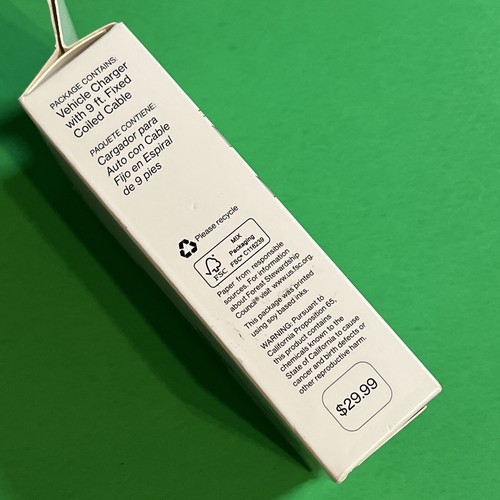 PACKAGE CONTAINS:
Vehicle Charger
with 9 ft. Fixed
Coiled Cable
PAQUETE CONTIENE:
Cargador para
Auto con Cable
Fijo en Espiral
de 9 pies
Please recycle
FSC
MIX
Packaging
FSC® C116239
Paper from responsible
sources. For information
about Forest Stewardship
Council® visit www.us.fsc.org.
This package was printed
using soy based inks.
WARNING: Pursuant to
California Proposition 65,
this product contains
chemicals known to the
State of California to cause
cancer and birth defects or
other reproductive harm.
$29.99